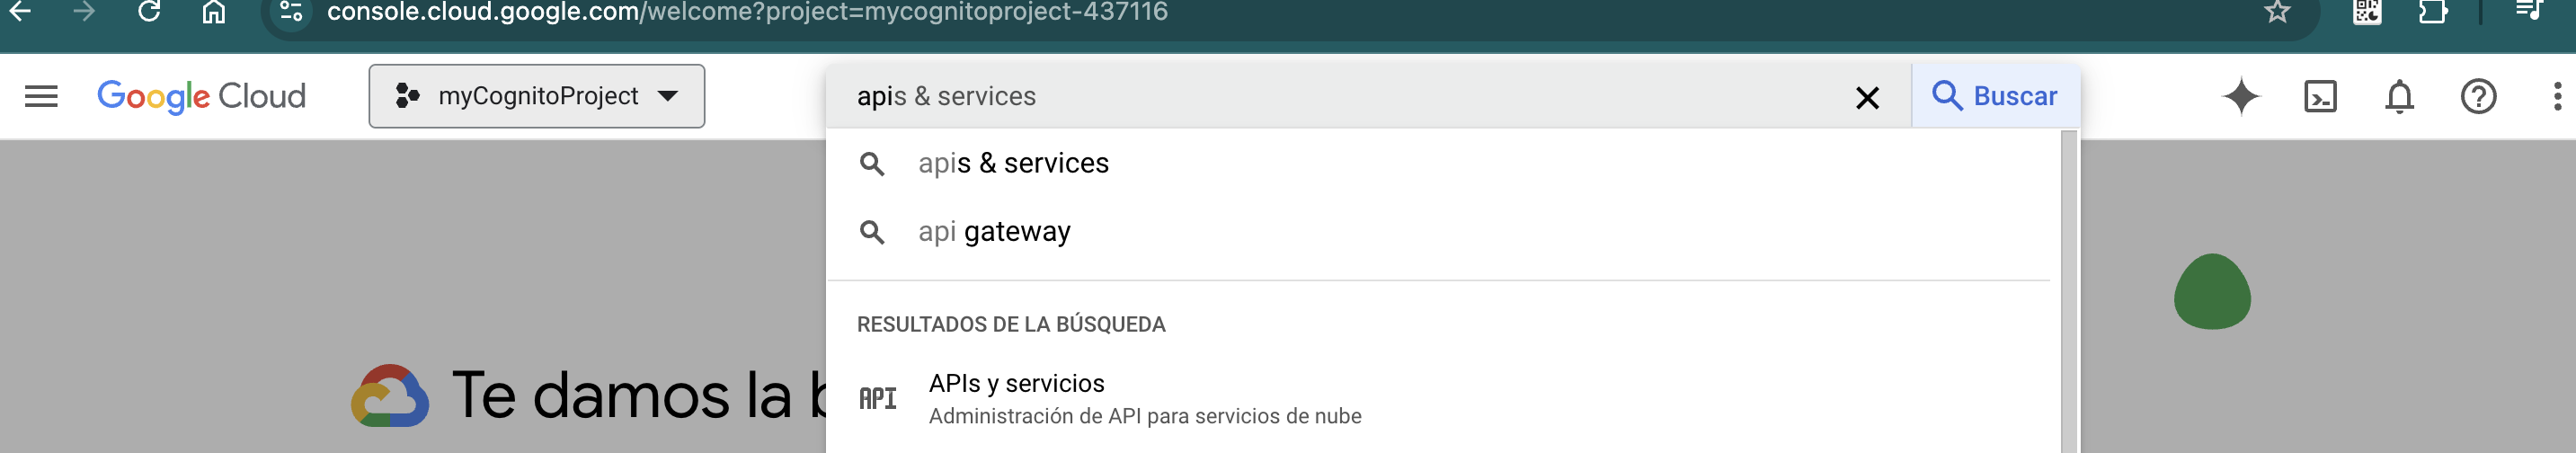 console.cloud.google.com/welcome?project=mycognitoproject-437116
Google Cloud
myCognitoProject
apis & services
Buscar
apis & services
api gateway
RESULTADOS DE LA BÚSQUEDA
API
APIs y servicios
Administración de API para servicios de nube
Te damos la